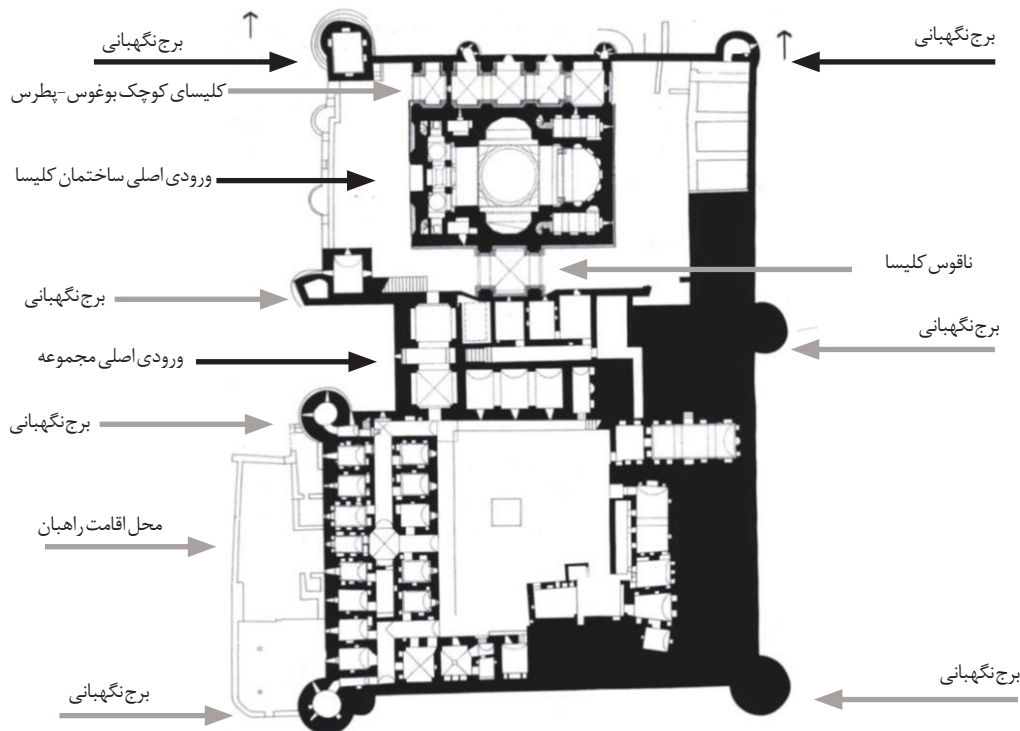 برج‌نگهبانی
برج‌نگهبانی
کلیسای کوچک بوغوس-پطرس
ورودی اصلی ساختمان کلیسا
ناقوس کلیسا
برج‌نگهبانی
برج‌نگهبانی
ورودی اصلی مجموعه
برج‌نگهبانی
محل اقامت راهبان
برج‌نگهبانی
برج‌نگهبانی